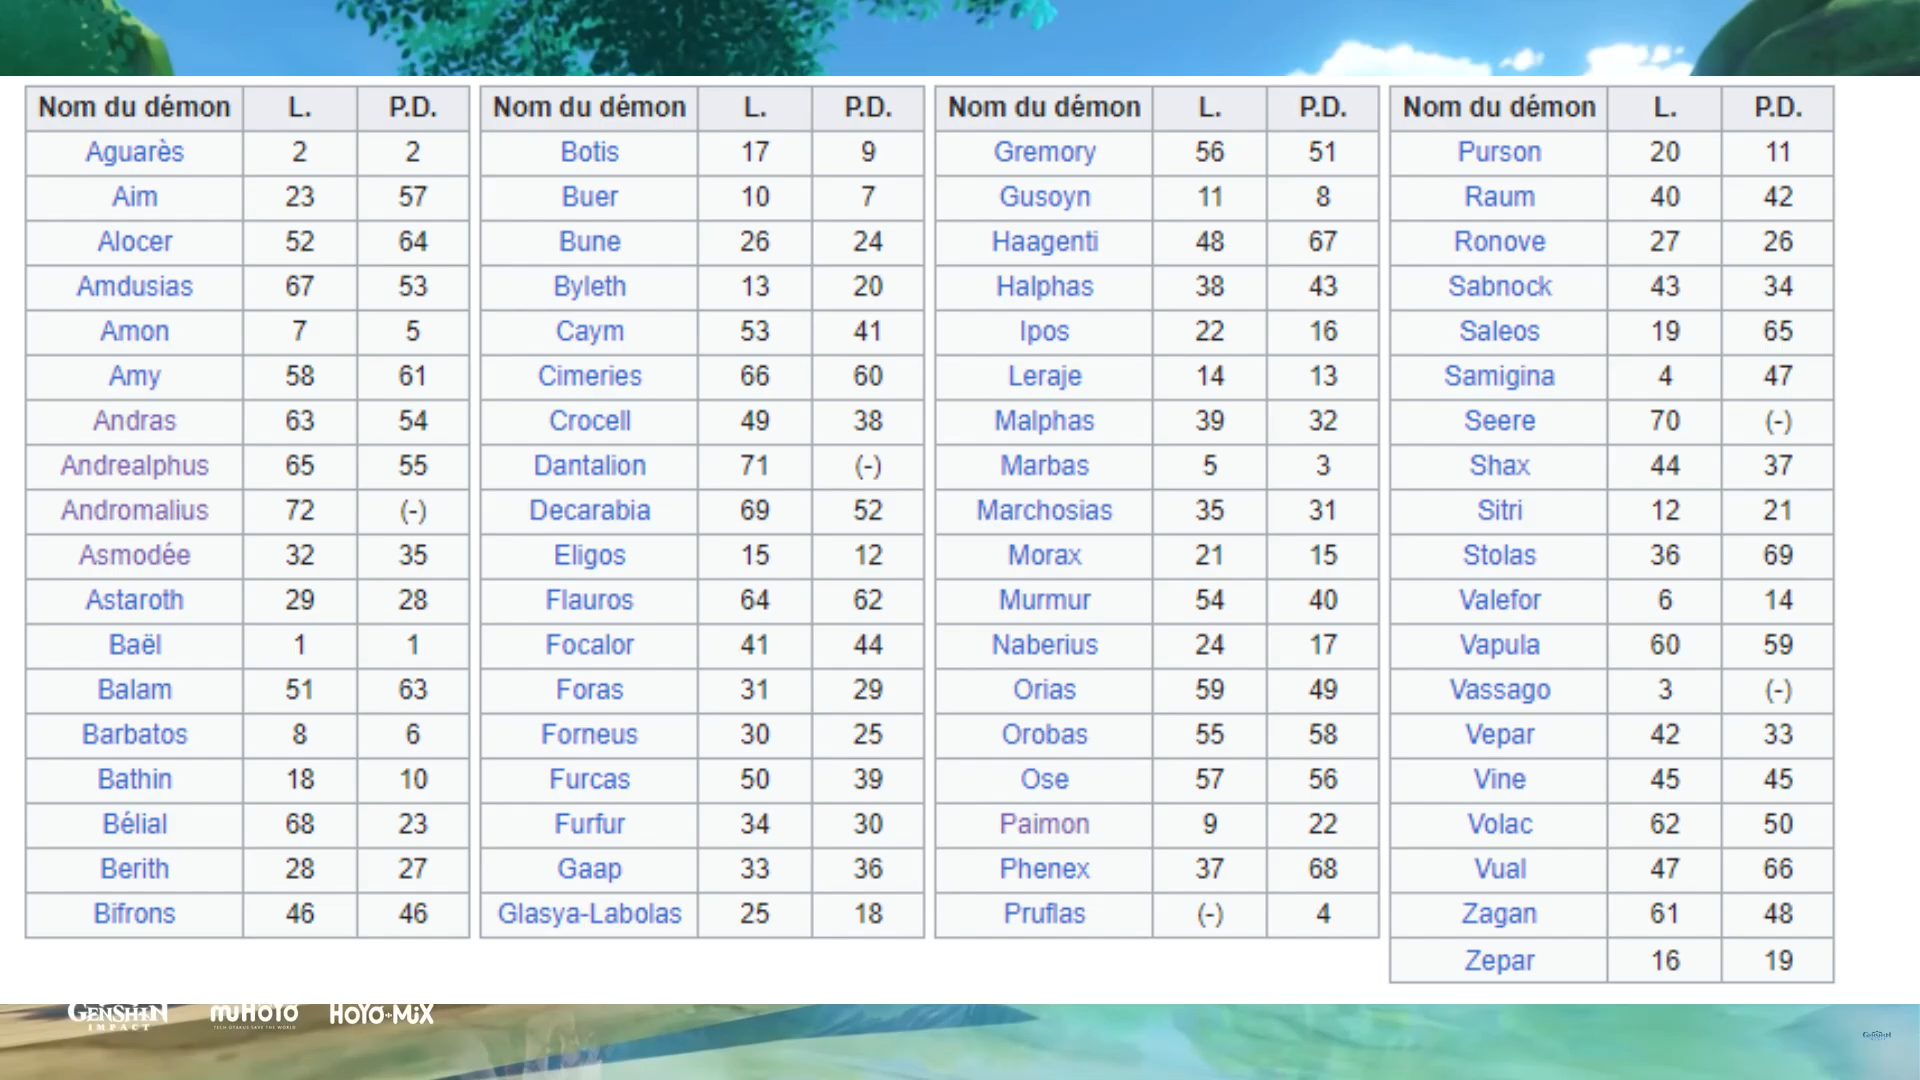 Nom du démon L. P.D. Nom du démon L. P.D. Nom du démon L. P.D. Nom du démon L. P.D.
Aguarès 2 2 Botis 17 9 Gremory 56 51 Purson 20 11
Aim 23 57 Buer 10 7 Gusoyn 11 8 Raum 40 42
Alocer 52 64 Bune 26 24 Haagenti 48 67 Ronove 27 26
Amdusias 67 53 Byleth 13 20 Halphas 38 43 Sabnock 43 34
Amon 7 5 Caym 53 41 Ipos 22 16 Saleos 19 65
Amy 58 61 Cimeries 66 60 Leraje 14 13 Samigina 4 47
Andras 63 54 Crocell 49 38 Malphas 39 32 Seere 70 (-)
Andrealphus 65 55 Dantalion 71 (-) Marbas 5 3 Shax 44 37
Andromalius 72 (-) Decarabia 69 52 Marchosias 35 31 Sitri 12 21
Asmodée 32 35 Eligos 15 12 Morax 21 15 Stolas 36 69
Astaroth 29 28 Flauros 64 62 Murmur 54 40 Valefor 6 14
Baël 1 1 Focalor 41 44 Naberius 24 17 Vapula 60 59
Balam 51 63 Foras 31 29 Orias 59 49 Vassago 3 (-)
Barbatos 8 6 Forneus 30 25 Orobas 55 58 Vepar 42 33
Bathin 18 10 Furcas 50 39 Ose 57 56 Vine 45 45
Bélial 68 23 Furfur 34 30 Paimon 9 22 Volac 62 50
Berith 28 27 Gaap 33 36 Phenex 37 68 Vual 47 66
Bifrons 46 46 Glasya-Labolas 25 18 Pruflas (-) 4 Zagan 61 48
Zepar 16 19
GENSHIN miHoYo HOYO-MiX
IMPACT TECH OTAKUS SAVE THE WORLD
Genshin